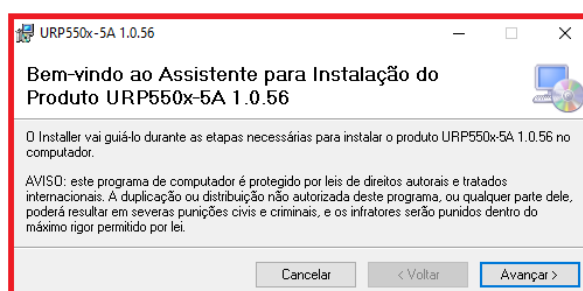 URP550x-5A 1.0.56
Bem-vindo ao Assistente para Instalação do
Produto URP550x-5A 1.0.56
O Installer vai guiá-lo durante as etapas necessárias para instalar o produto URP550x-5A 1.0.56 no
computador.
AVISO: este programa de computador é protegido por leis de direitos autorais e tratados
internacionais. A duplicação ou distribuição não autorizada deste programa, ou qualquer parte dele,
poderá resultar em severas punições civis e criminais, e os infratores serão punidos dentro do
máximo rigor permitido por lei.
Cancelar < Voltar Avançar >